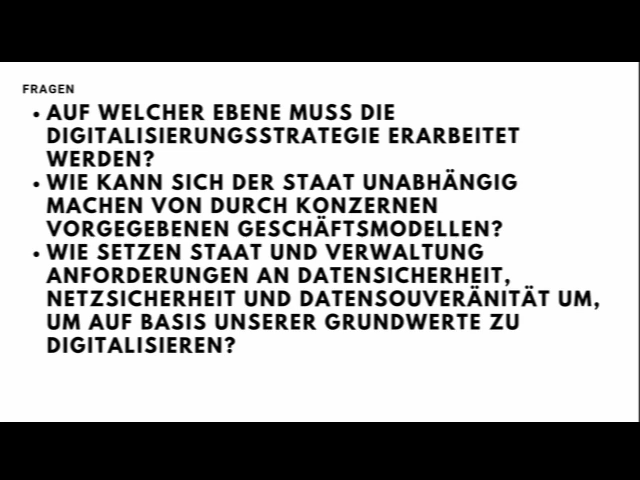 FRAGEN
• AUF WELCHER EBENE MUSS DIE
DIGITALISIERUNGSSTRATEGIE ERARBEITET
WERDEN?
• WIE KANN SICH DER STAAT UNABHÄNGIG
MACHEN VON DURCH KONZERNEN
VORGEGEBENEN GESCHÄFTSMODELLEN?
• WIE SETZEN STAAT UND VERWALTUNG
ANFORDERUNGEN AN DATENSICHERHEIT,
NETZSICHERHEIT UND DATENSOUVERÄNITÄT UM,
UM AUF BASIS UNSERER GRUNDWERTE ZU
DIGITALISIEREN?